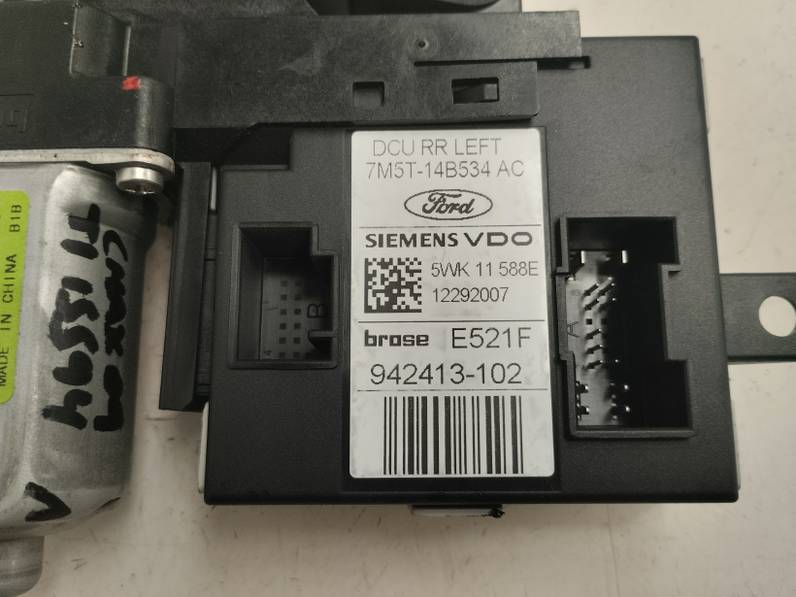 DCU RR LEFT
7M5T-14B534 AC
Ford
SIEMENS VDO
5WK 11 588E
12292007
brose E521F
942413-102
B
A
MADE IN CHINA B1B